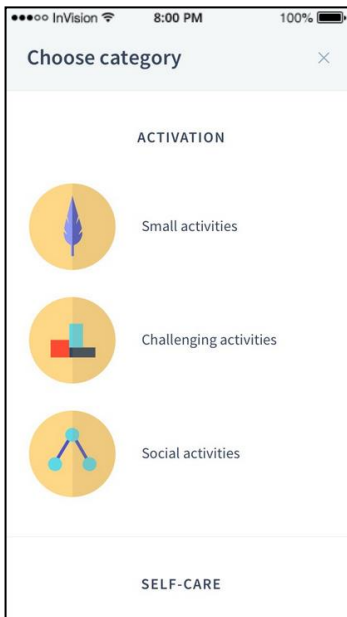 InVision 8:00 PM 100%
Choose category
ACTIVATION
Small activities
Challenging activities
Social activities
SELF-CARE